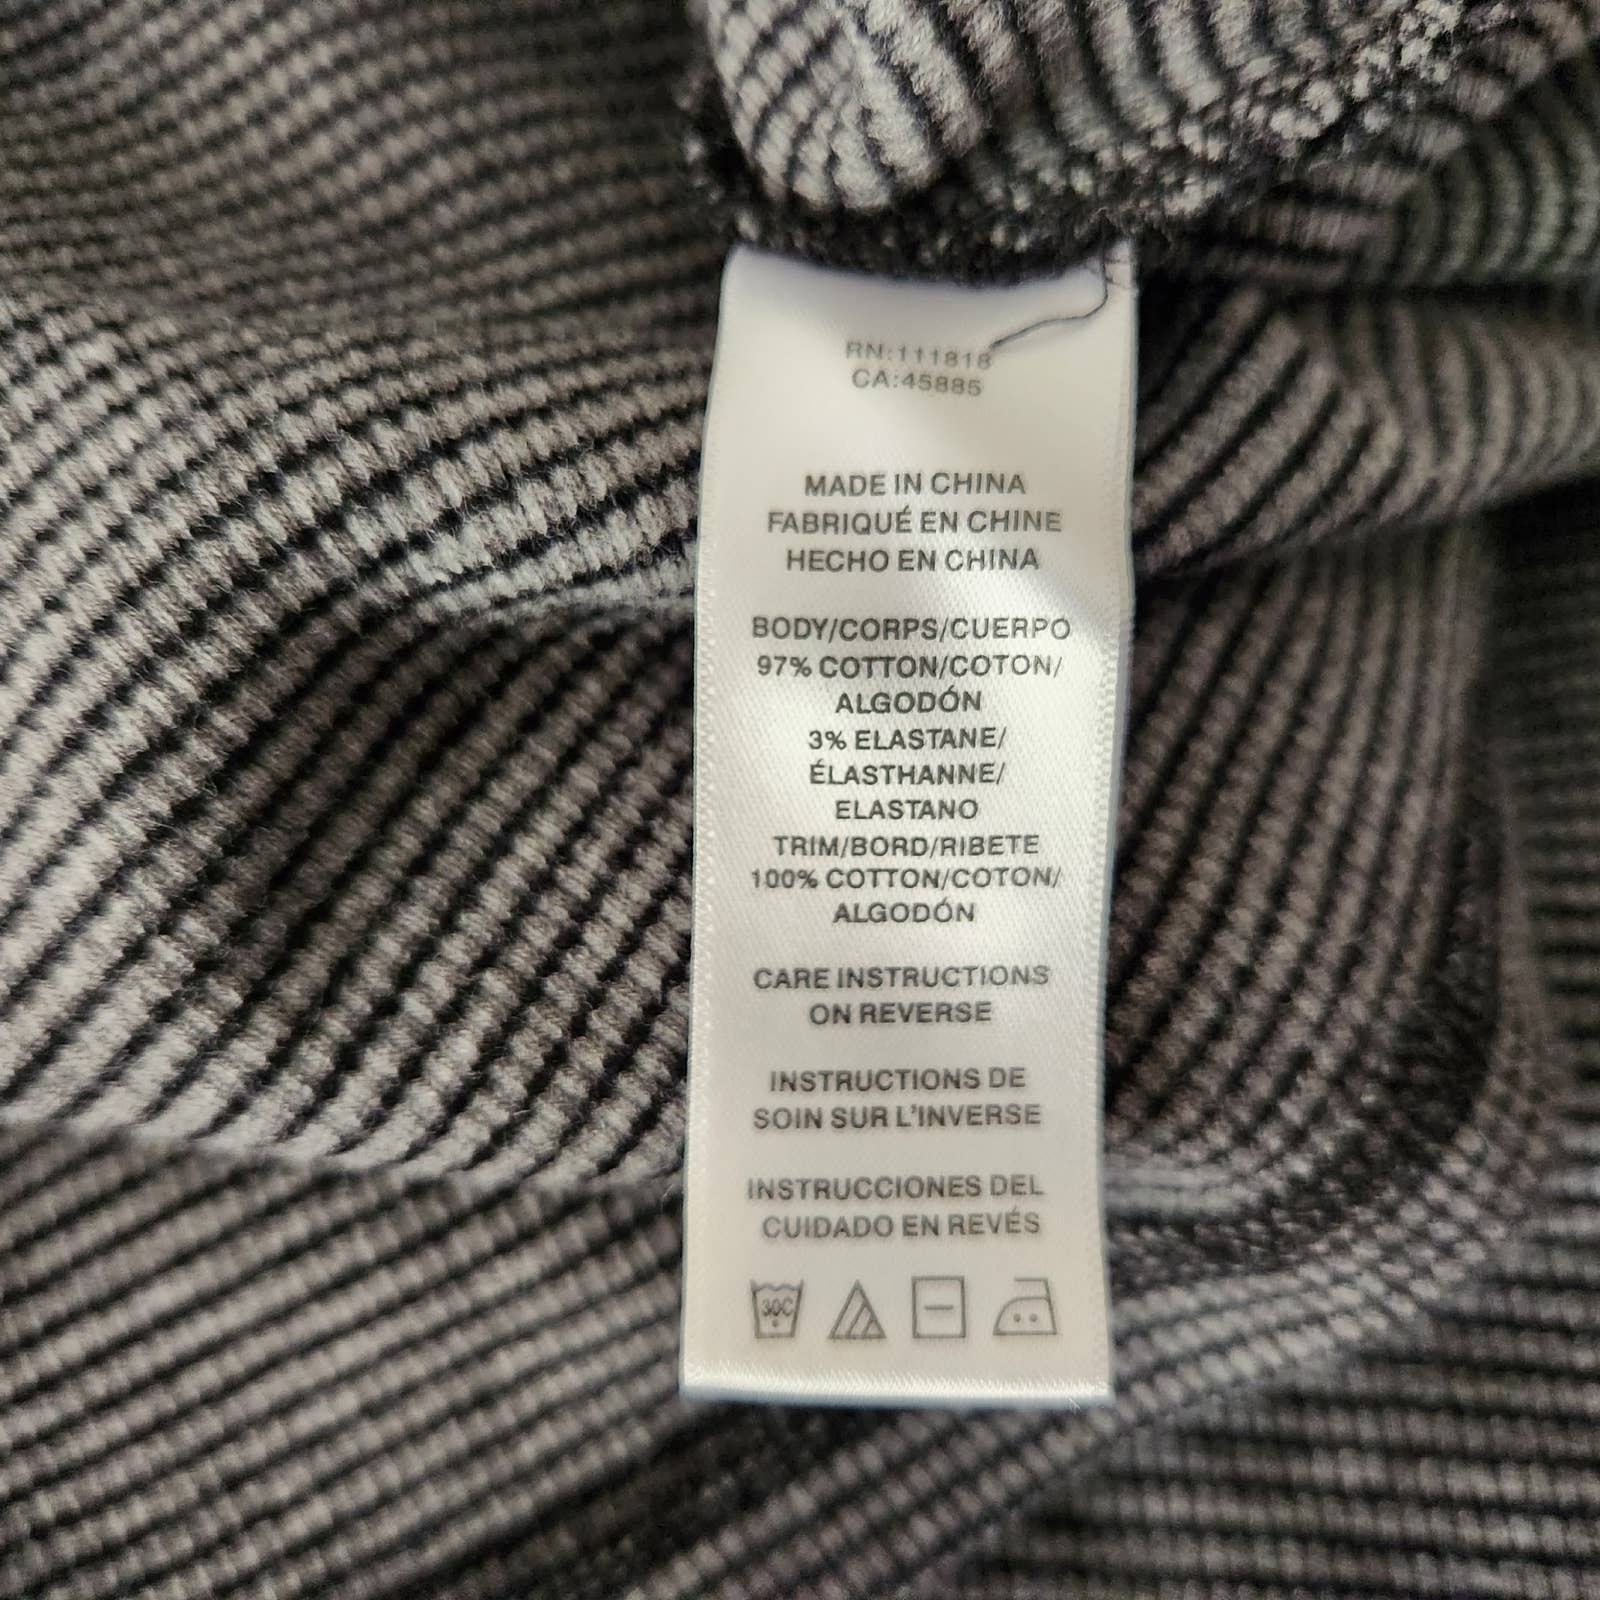 RN:111818
CA:45885
MADE IN CHINA
FABRIQUÉ EN CHINE
HECHO EN CHINA
BODY/CORPS/CUERPO
97% COTTON/COTON/
ALGODÓN
3% ELASTANE/
ÉLASTHANNE/
ELASTANO
TRIM/BORD/RIBETE
100% COTTON/COTON/
ALGODÓN
CARE INSTRUCTIONS
ON REVERSE
INSTRUCTIONS DE
SOIN SUR L'INVERSE
INSTRUCCIONES DEL
CUIDADO EN REVÉS
30C